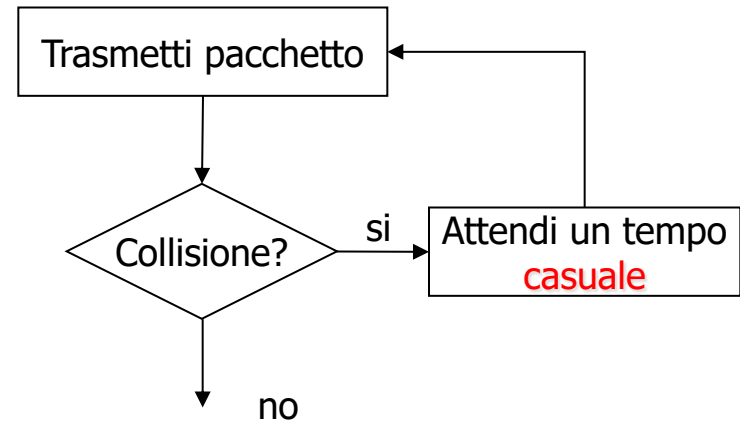 Trasmetti pacchetto
Collisione?
si
Attendi un tempo
casuale
no